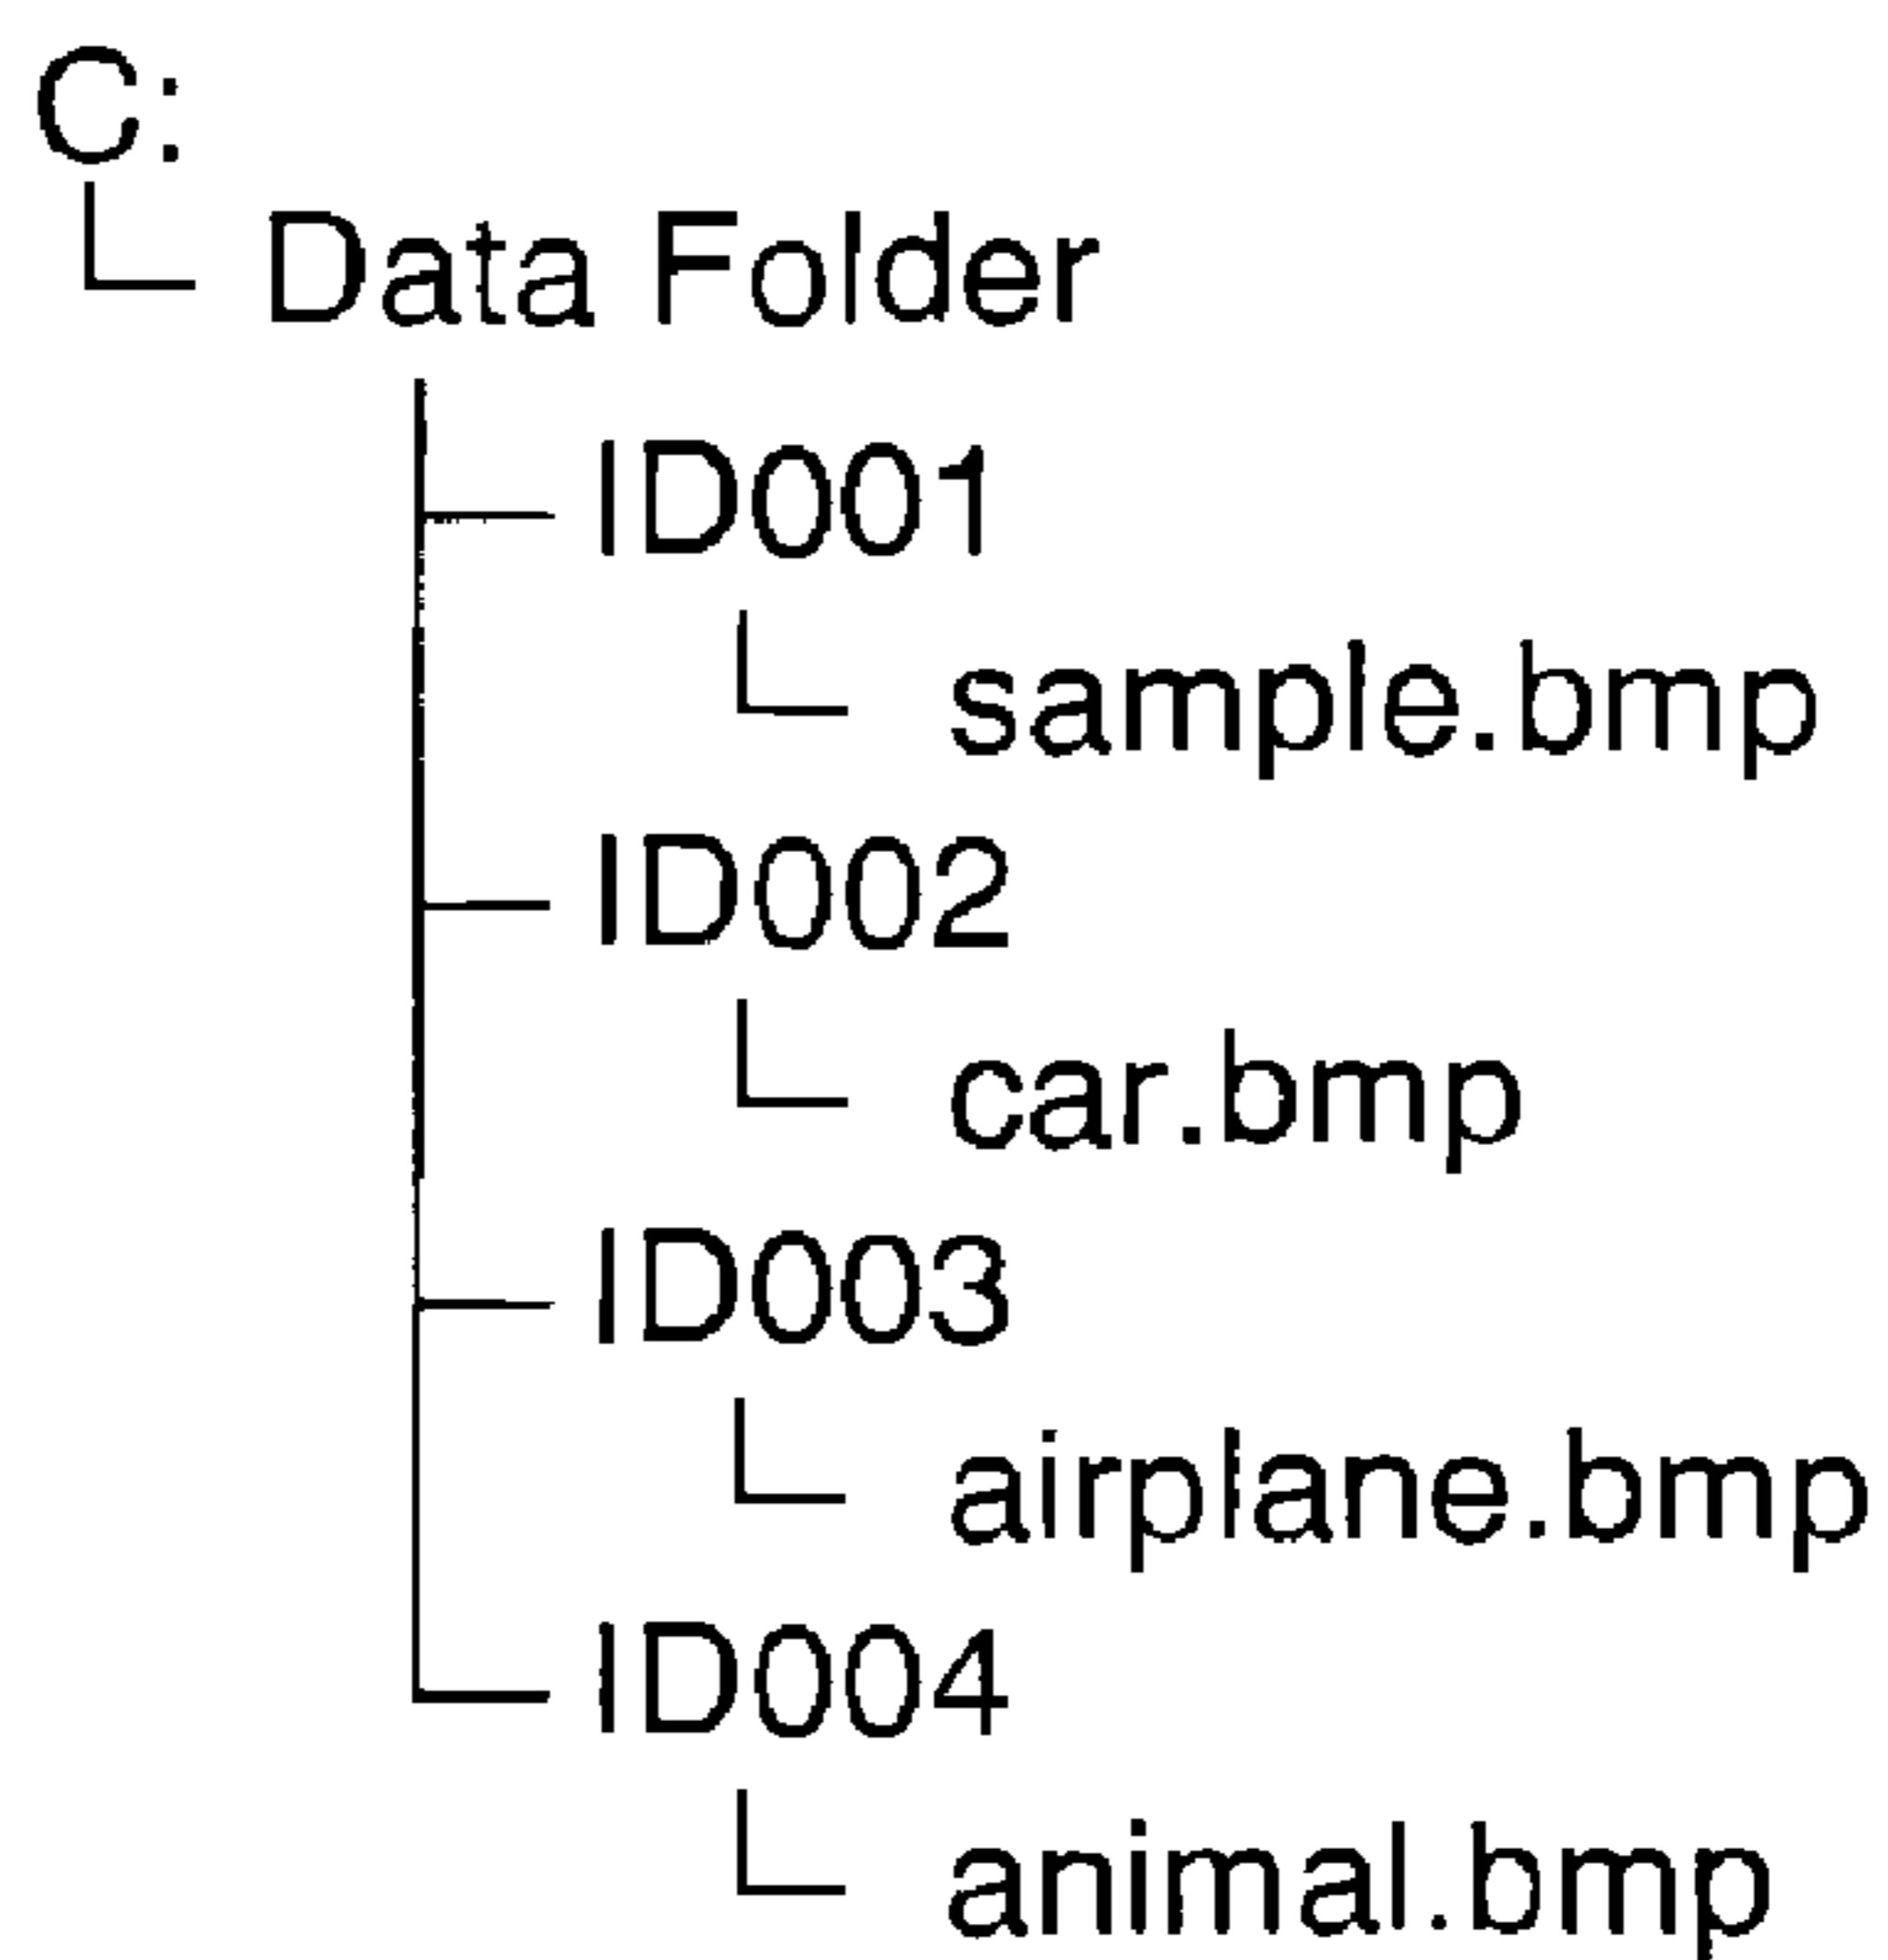 C:
Data Folder
ID001
sample.bmp
ID002
car.bmp
ID003
airplane.bmp
ID004
animal.bmp